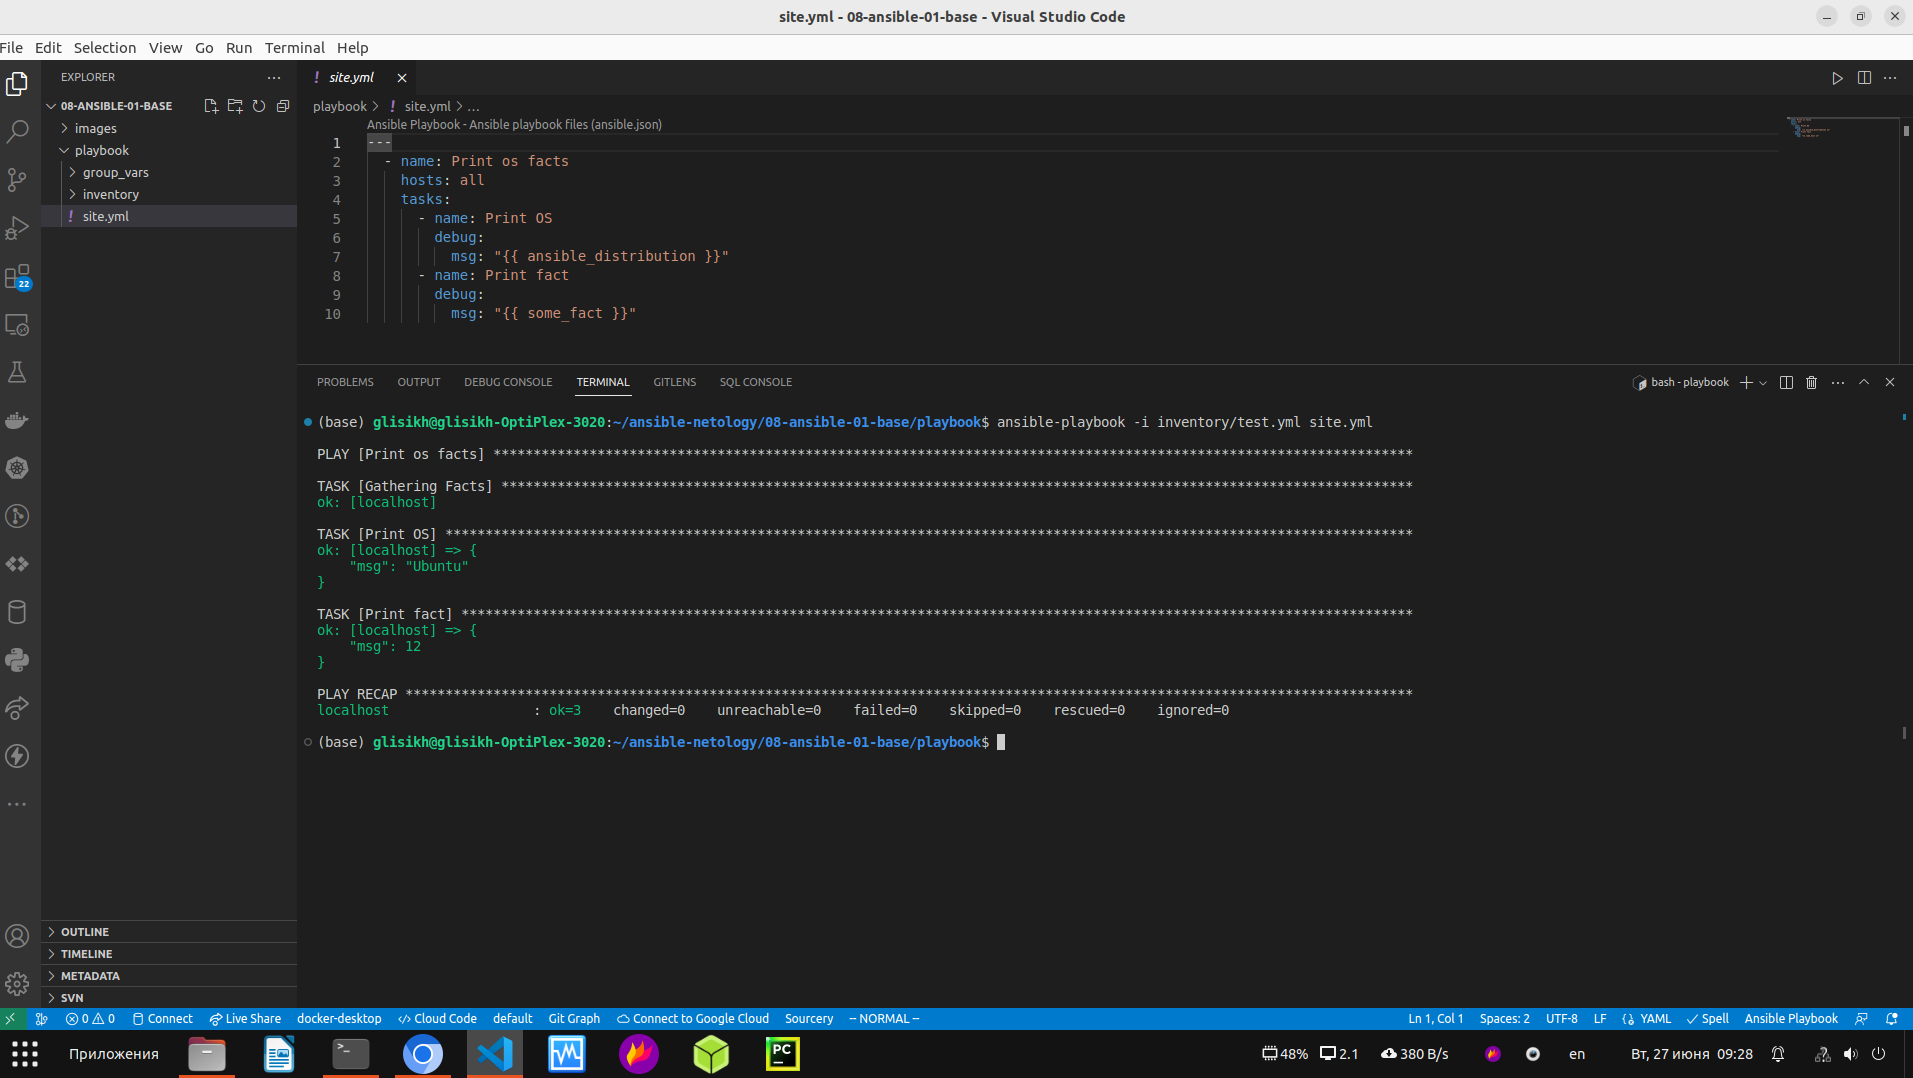 site.yml - 08-ansible-01-base - Visual Studio Code
File Edit Selection View Go Run Terminal Help
EXPLORER
08-ANSIBLE-01-BASE
images
playbook
group_vars
inventory
! site.yml
OUTLINE
TIMELINE
METADATA
SVN
22
! site.yml
playbook > ! site.yml > ...
Ansible Playbook - Ansible playbook files (ansible.json)
1 ---
2 - name: Print os facts
3 hosts: all
4 tasks:
5 - name: Print OS
6 debug:
7 msg: "{{ ansible_distribution }}"
8 - name: Print fact
9 debug:
10 msg: "{{ some_fact }}"
PROBLEMS OUTPUT DEBUG CONSOLE TERMINAL GITLENS SQL CONSOLE
bash - playbook
(base) glisikh@glisikh-OptiPlex-3020:~/ansible-netology/08-ansible-01-base/playbook$ ansible-playbook -i inventory/test.yml site.yml
PLAY [Print os facts] *******************************************************************************************************************
TASK [Gathering Facts] ******************************************************************************************************************
ok: [localhost]
TASK [Print OS] *************************************************************************************************************************
ok: [localhost] => {
"msg": "Ubuntu"
}
TASK [Print fact] ***********************************************************************************************************************
ok: [localhost] => {
"msg": 12
}
PLAY RECAP ******************************************************************************************************************************
localhost : ok=3 changed=0 unreachable=0 failed=0 skipped=0 rescued=0 ignored=0
(base) glisikh@glisikh-OptiPlex-3020:~/ansible-netology/08-ansible-01-base/playbook$
0 0 Connect Live Share docker-desktop Cloud Code default Git Graph Connect to Google Cloud Sourcery -- NORMAL -- Ln 1, Col 1 Spaces: 2 UTF-8 LF YAML Spell Ansible Playbook
Приложения PC 48% 2.1 380 B/s en Вт, 27 июня 09:28